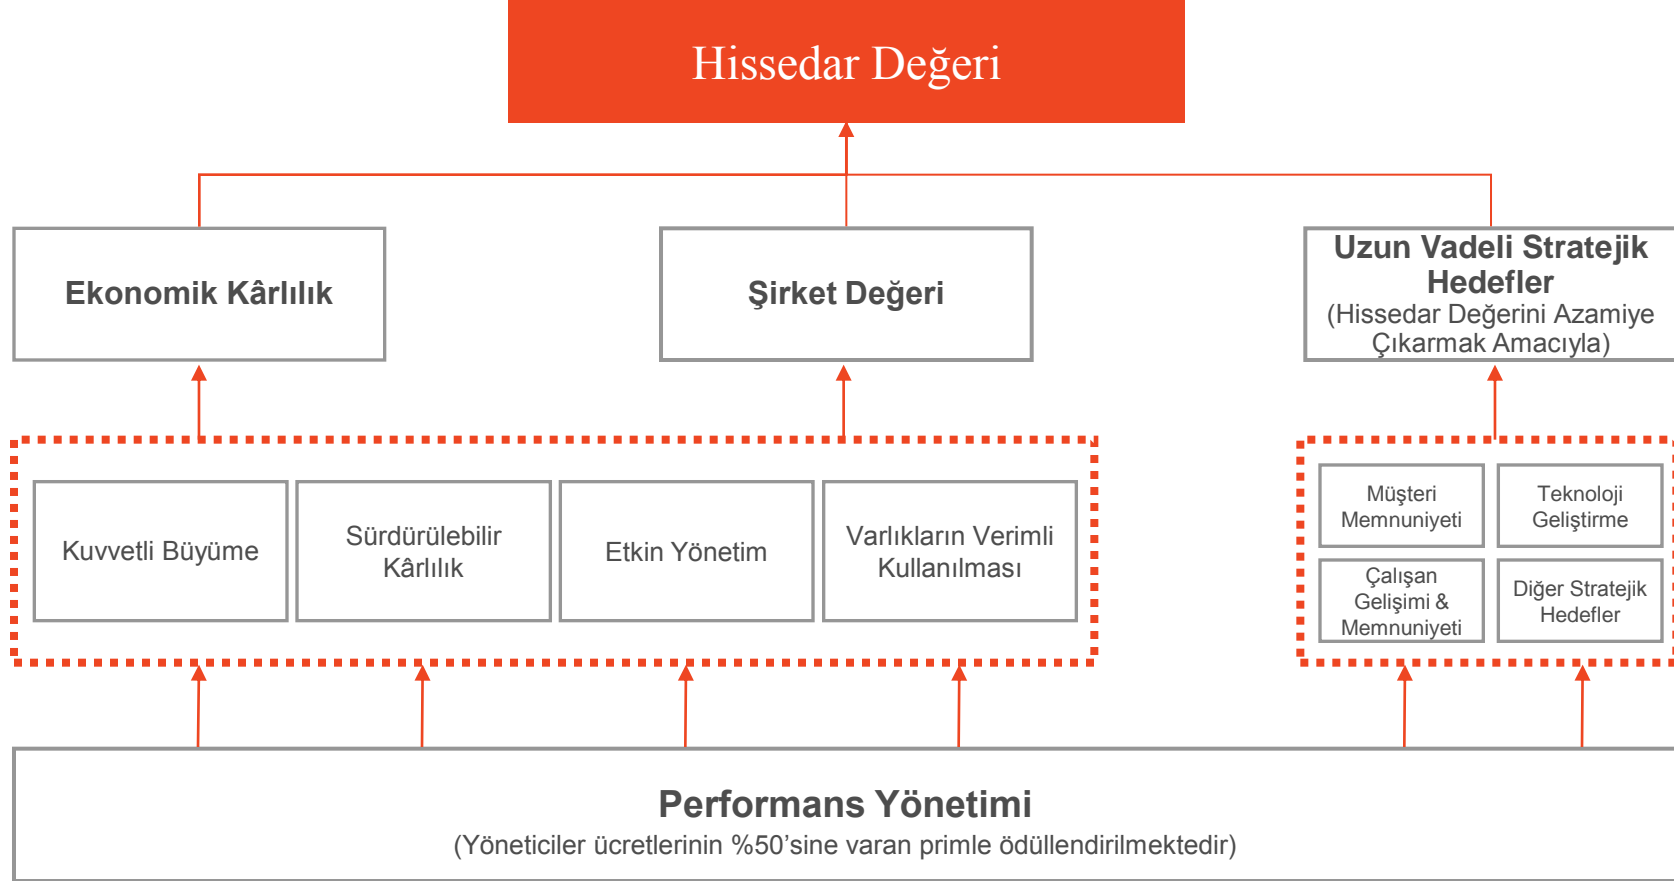 Hissedar Değeri
Ekonomik Kârlılık
Şirket Değeri
Uzun Vadeli Stratejik
Hedefler
(Hissedar Değerini Azamiye
Çıkarmak Amacıyla)
Kuvvetli Büyüme
Sürdürülebilir
Kârlılık
Etkin Yönetim
Varlıkların Verimli
Kullanılması
Müşteri
Memnuniyeti
Teknoloji
Geliştirme
Çalışan
Gelişimi &
Memnuniyeti
Diğer Stratejik
Hedefler
Performans Yönetimi
(Yöneticiler ücretlerinin %50’sine varan primle ödüllendirilmektedir)